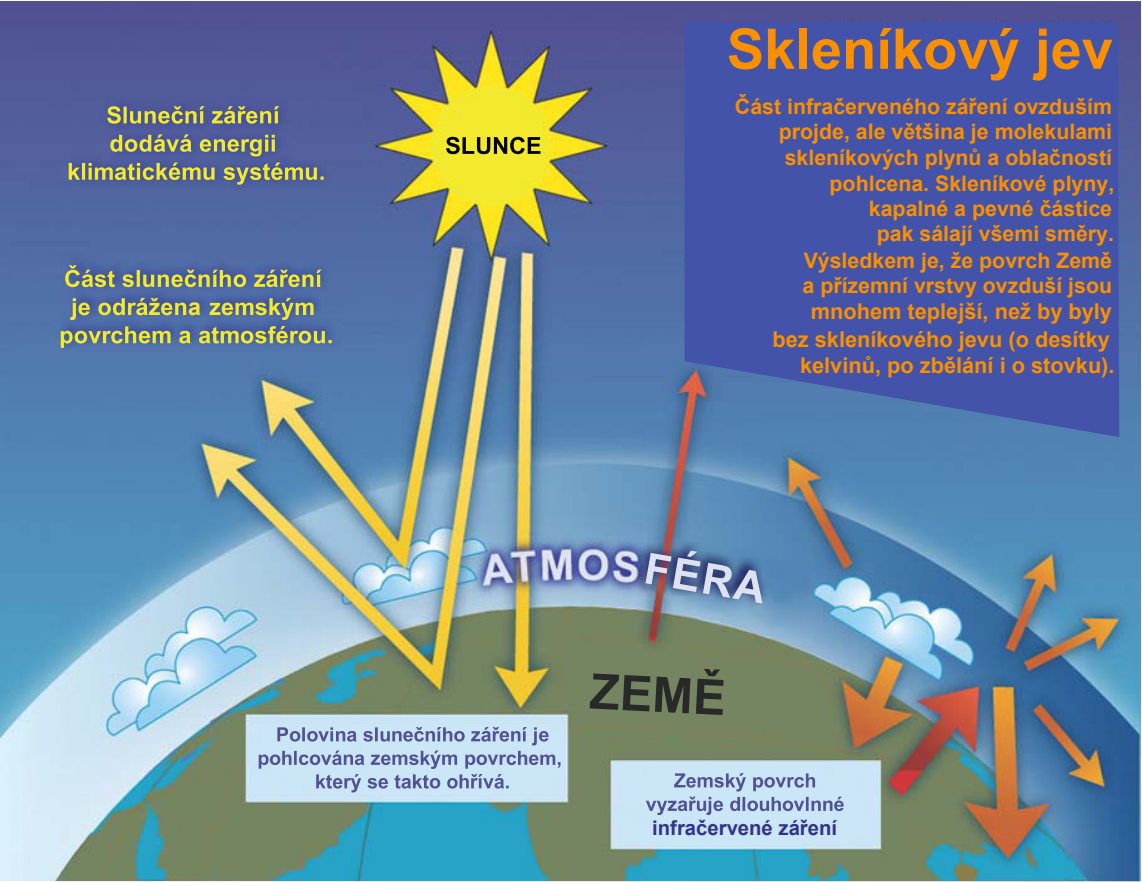 Skleníkový jev
Část infračerveného záření ovzduším
projde, ale většina je molekulami
skleníkových plynů a oblačností
pohlcena. Skleníkové plyny,
kapalné a pevné částice
pak sálají všemi směry.
Výsledkem je, že povrch Země
a přízemní vrstvy ovzduší jsou
mnohem teplejší, než by byly
bez skleníkového jevu (o desítky
kelvinů, po zbělání i o stovku).
Sluneční záření
dodává energii
klimatickému systému.
SLUNCE
Část slunečního záření
je odrážena zemským
povrchem a atmosférou.
ATMOSFÉRA
ZEMĚ
Polovina slunečního záření je
pohlcována zemským povrchem,
který se takto ohřívá.
Zemský povrch
vyzařuje dlouhovlnné
infračervené záření